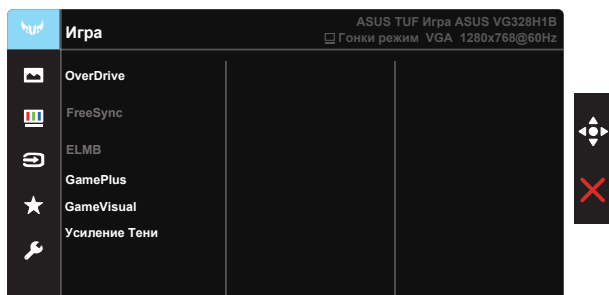 Игра
ASUS TUF Игра ASUS VG328H1B
Гонки режим VGA 1280x768@60Hz
OverDrive
FreeSync
ELMB
GamePlus
GameVisual
Усиление Тени